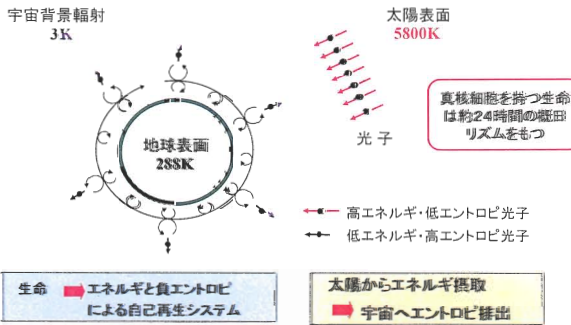 宇宙背景輻射
3K
太陽表面
5800K
光子
真核細胞を持つ生命
は約24時間の概日
リズムをもつ
地球表画
288K
高エネルギ・低エントロピ光子
低エネルギ・高エントロピ光子
生命 エネルギと負エントロピ
による自己再生システム
太陽からエネルギ摂取
宇宙へエントロピ排出